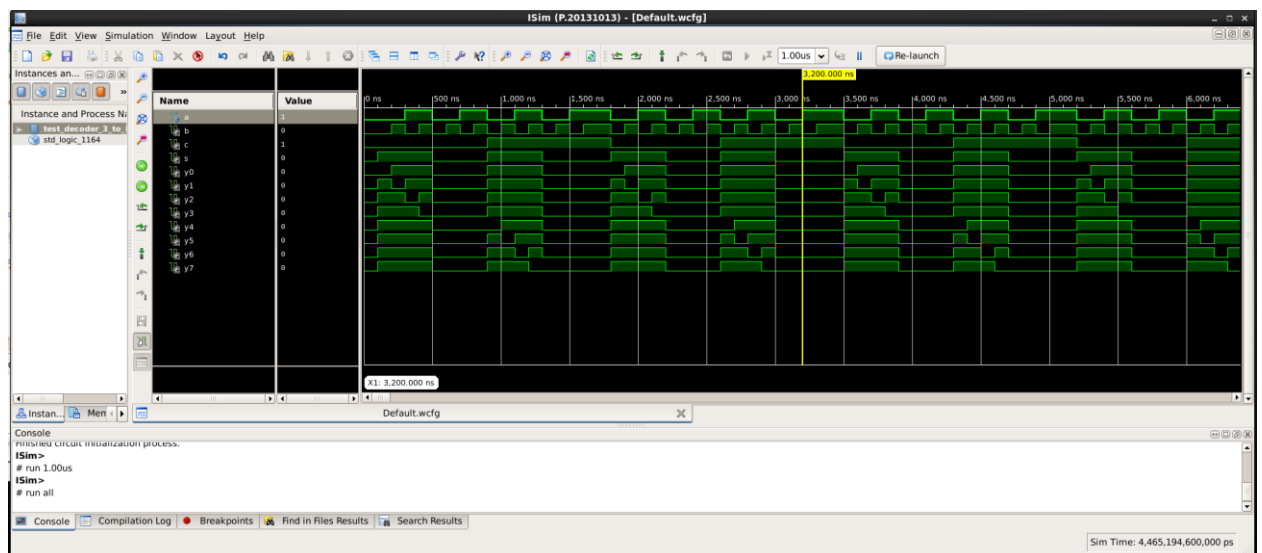 ISim (P.20131013) - [Default.wcfg]
File Edit View Simulation Window Layout Help
1.00us
Re-launch
Instances an...
»
Instance and Process Na
test_decoder_3_to_
std_logic_1164
Name Value
a 1
b 0
c 1
s 0
y0 0
y1 0
y2 0
y3 0
y4 0
y5 0
y6 0
y7 0
3,200.000 ns
0 ns 500 ns 1,000 ns 1,500 ns 2,000 ns 2,500 ns 3,000 ns 3,500 ns 4,000 ns 4,500 ns 5,000 ns 5,500 ns 6,000 ns
X1: 3,200.000 ns
Instan... Men
Default.wcfg
Console
Finished circuit initialization process.
ISim>
# run 1.00us
ISim>
# run all
Console Compilation Log Breakpoints Find in Files Results Search Results
Sim Time: 4,465,194,600,000 ps